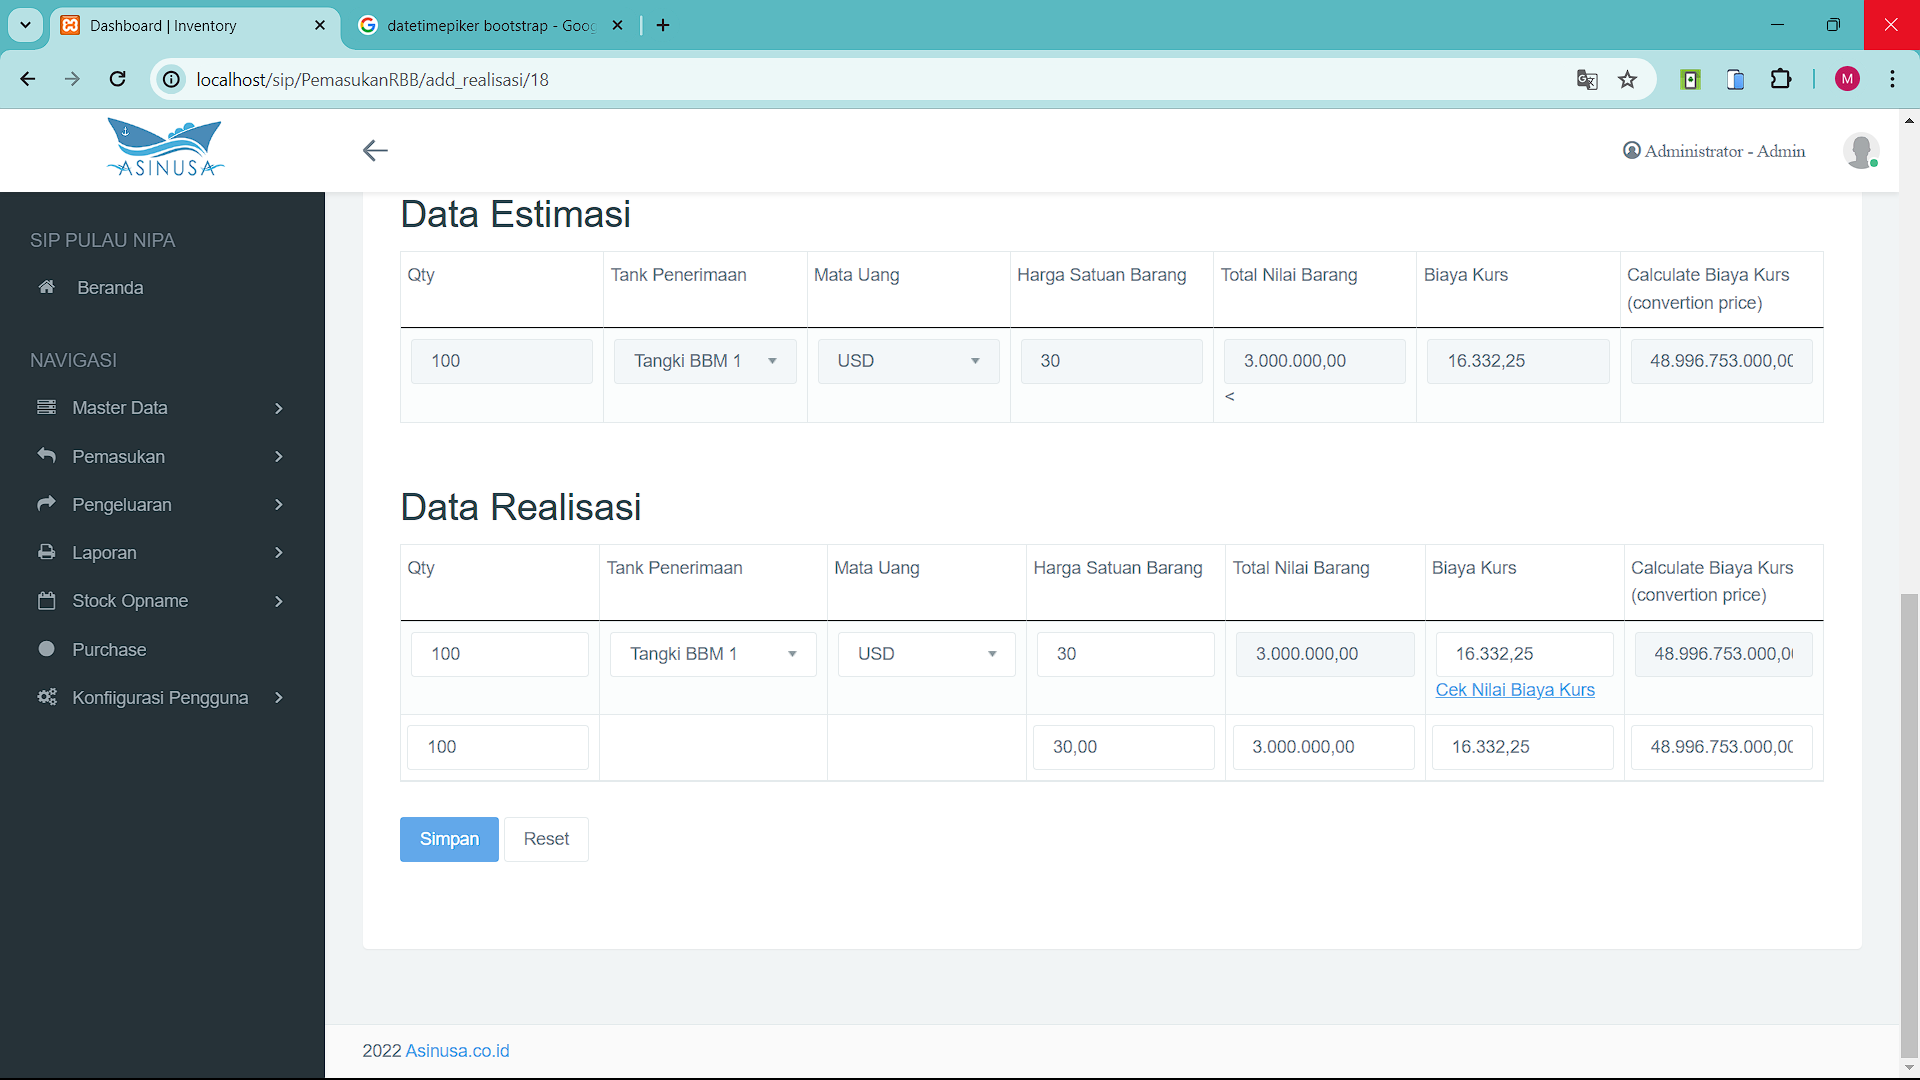 Dashboard | Inventory
datetimepiker bootstrap - Goo
localhost/sip/PemasukanRBB/add_realisasi/18
M
ASINUSA
Administrator - Admin
SIP PULAU NIPA
Beranda
NAVIGASI
Master Data
Pemasukan
Pengeluaran
Laporan
Stock Opname
Purchase
Konfiigurasi Pengguna
Data Estimasi
Qty Tank Penerimaan Mata Uang Harga Satuan Barang Total Nilai Barang Biaya Kurs Calculate Biaya Kurs
(convertion price)
100 Tangki BBM 1 USD 30 3.000.000,00 16.332,25 48.996.753.000,00
<
Data Realisasi
Qty Tank Penerimaan Mata Uang Harga Satuan Barang Total Nilai Barang Biaya Kurs Calculate Biaya Kurs
(convertion price)
100 Tangki BBM 1 USD 30 3.000.000,00 16.332,25 48.996.753.000,0
Cek Nilai Biaya Kurs
100 30,00 3.000.000,00 16.332,25 48.996.753.000,00
Simpan Reset
2022 Asinusa.co.id